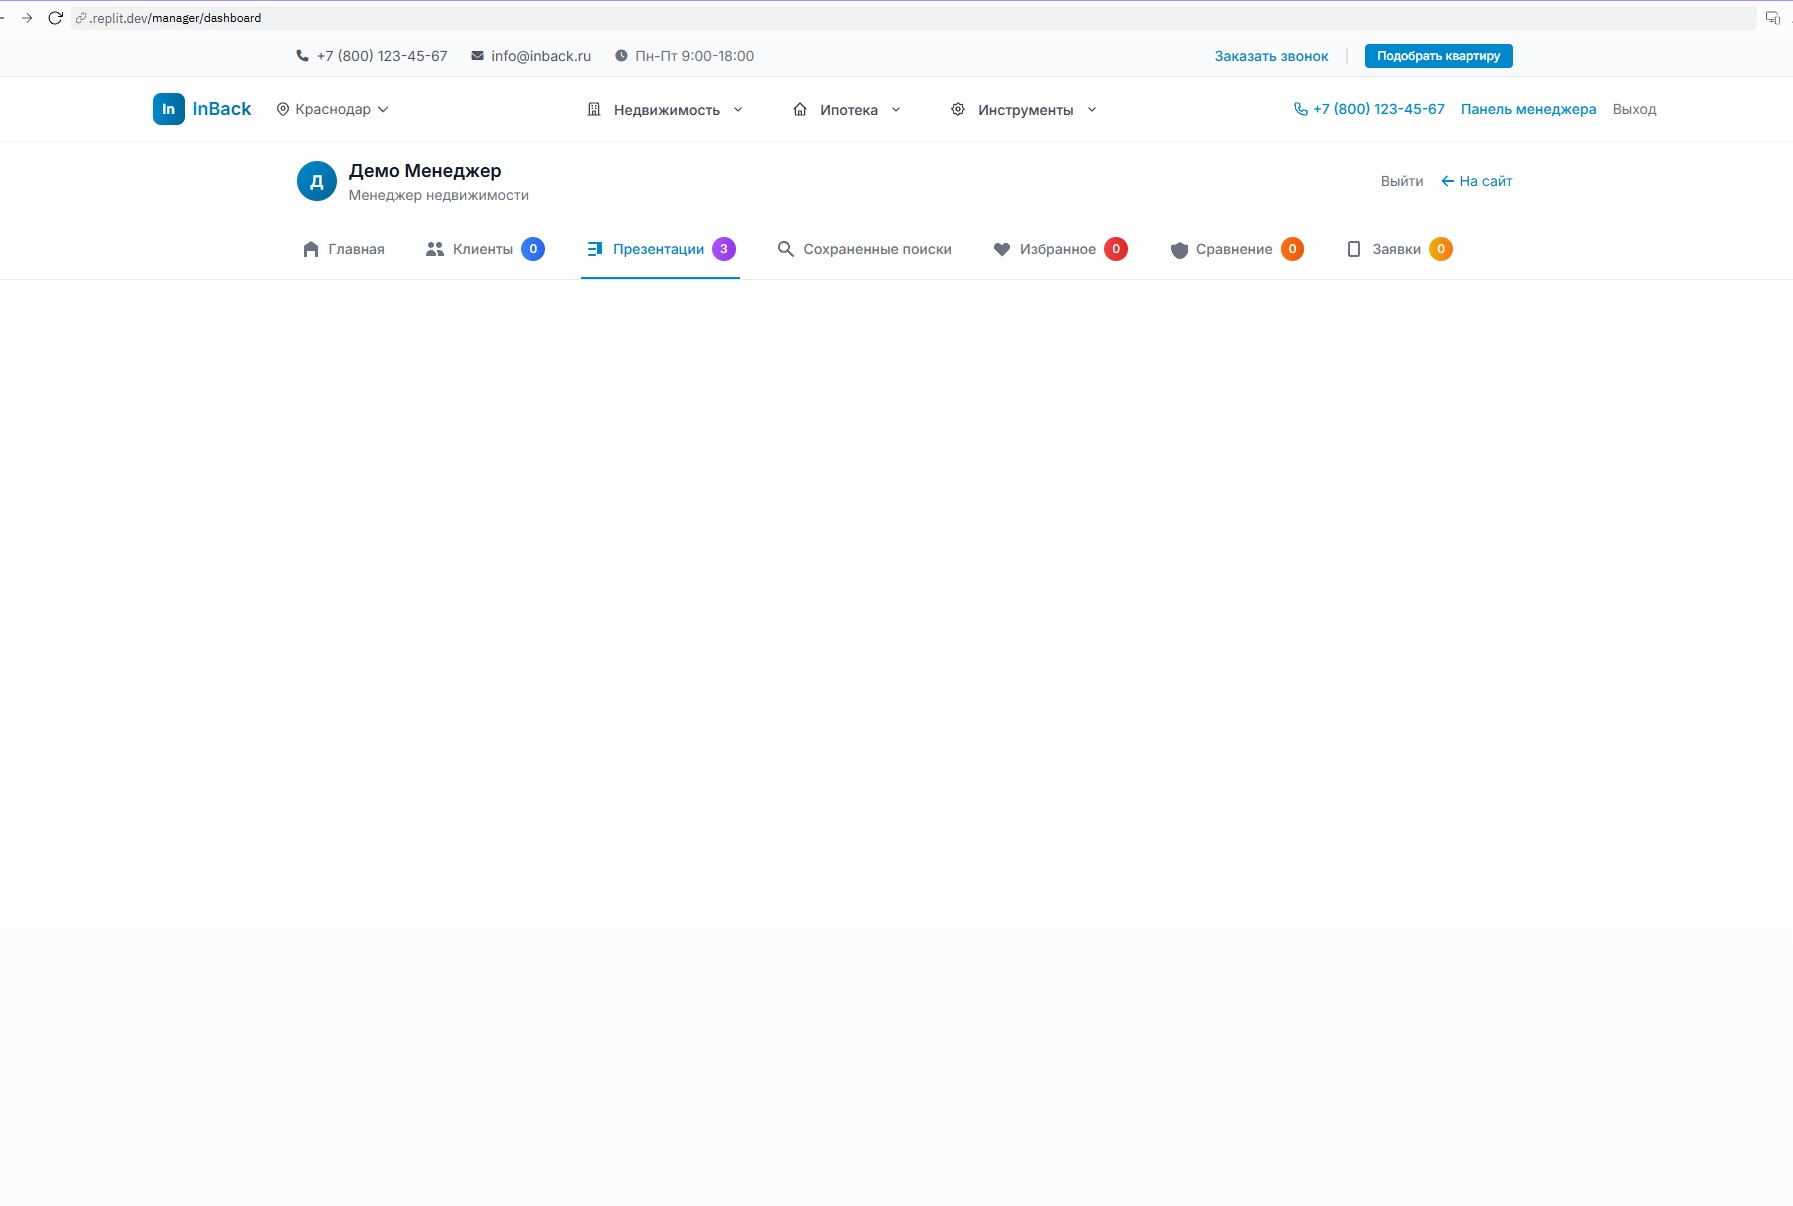 .replit.dev/manager/dashboard
+7 (800) 123-45-67 info@inback.ru Пн-Пт 9:00-18:00 Заказать звонок Подобрать квартиру
In InBack Краснодар Недвижимость Ипотека Инструменты +7 (800) 123-45-67 Панель менеджера Выход
Д Демо Менеджер
Менеджер недвижимости
Выйти На сайт
Главная Клиенты 0 Презентации 3 Сохраненные поиски Избранное 0 Сравнение 0 Заявки 0